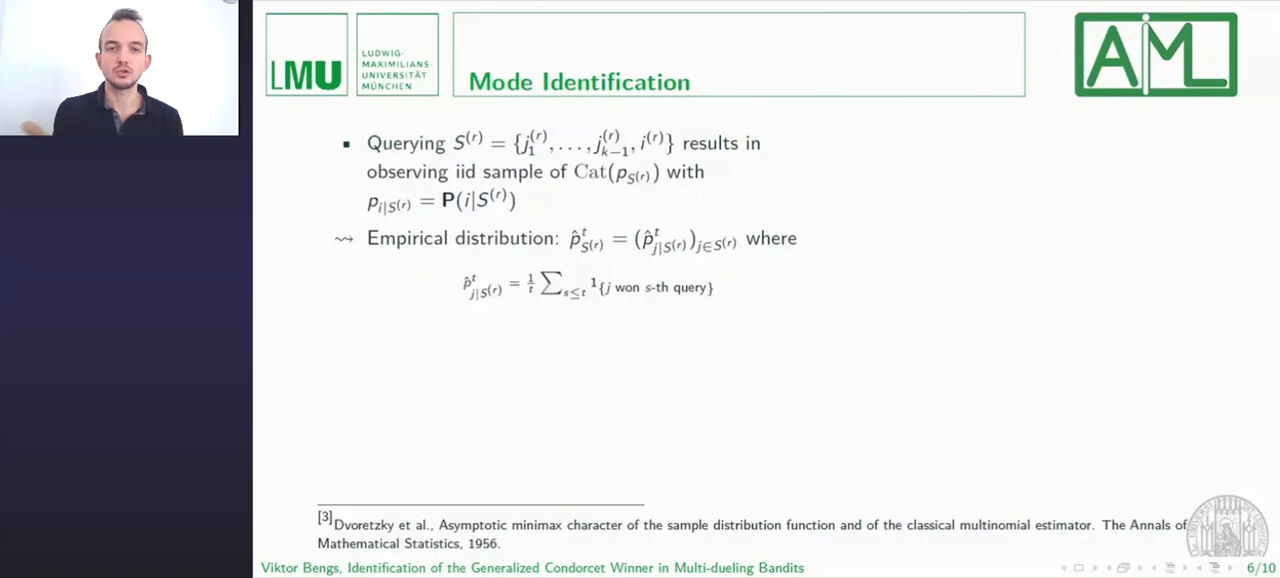 LMU
LUDWIG-
MAXIMILIANS-
UNIVERSITÄT
MÜNCHEN
Mode Identification
AIML
▪ Querying S^(r) = {j_1^(r), . . . , j_{k−1}^(r), i^(r)} results in
observing iid sample of Cat(p_{S^(r)}) with
p_{i|S^(r)} = P(i|S^(r))
⇝ Empirical distribution: p̂^t_{S^(r)} = (p̂^t_{j|S^(r)})_{j∈S^(r)} where
p̂^t_{j|S^(r)} = 1/t ∑_{s≤t} 1{j won s-th query}
[3]Dvoretzky et al., Asymptotic minimax character of the sample distribution function and of the classical multinomial estimator. The Annals of
Mathematical Statistics, 1956.
Viktor Bengs, Identification of the Generalized Condorcet Winner in Multi-dueling Bandits
6/10